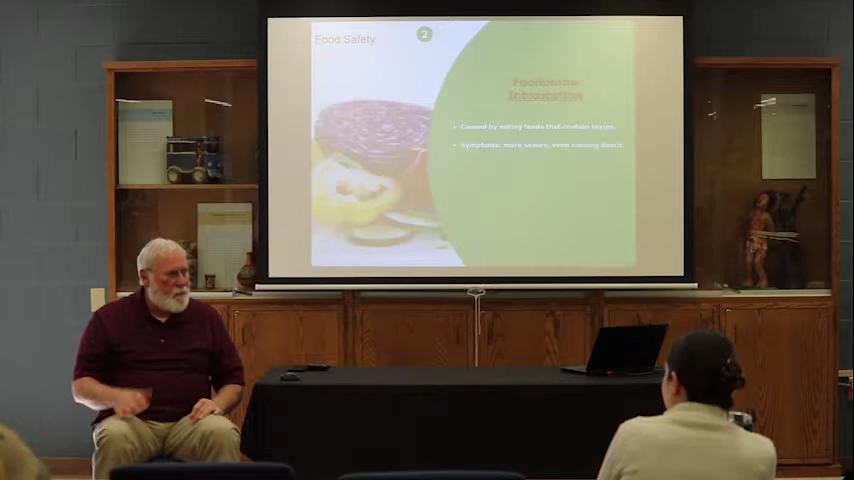 Food Safety
2
Foodborne
Intoxication
• Caused by eating foods that contain toxins.
• Symptoms: more severe, even causing death.